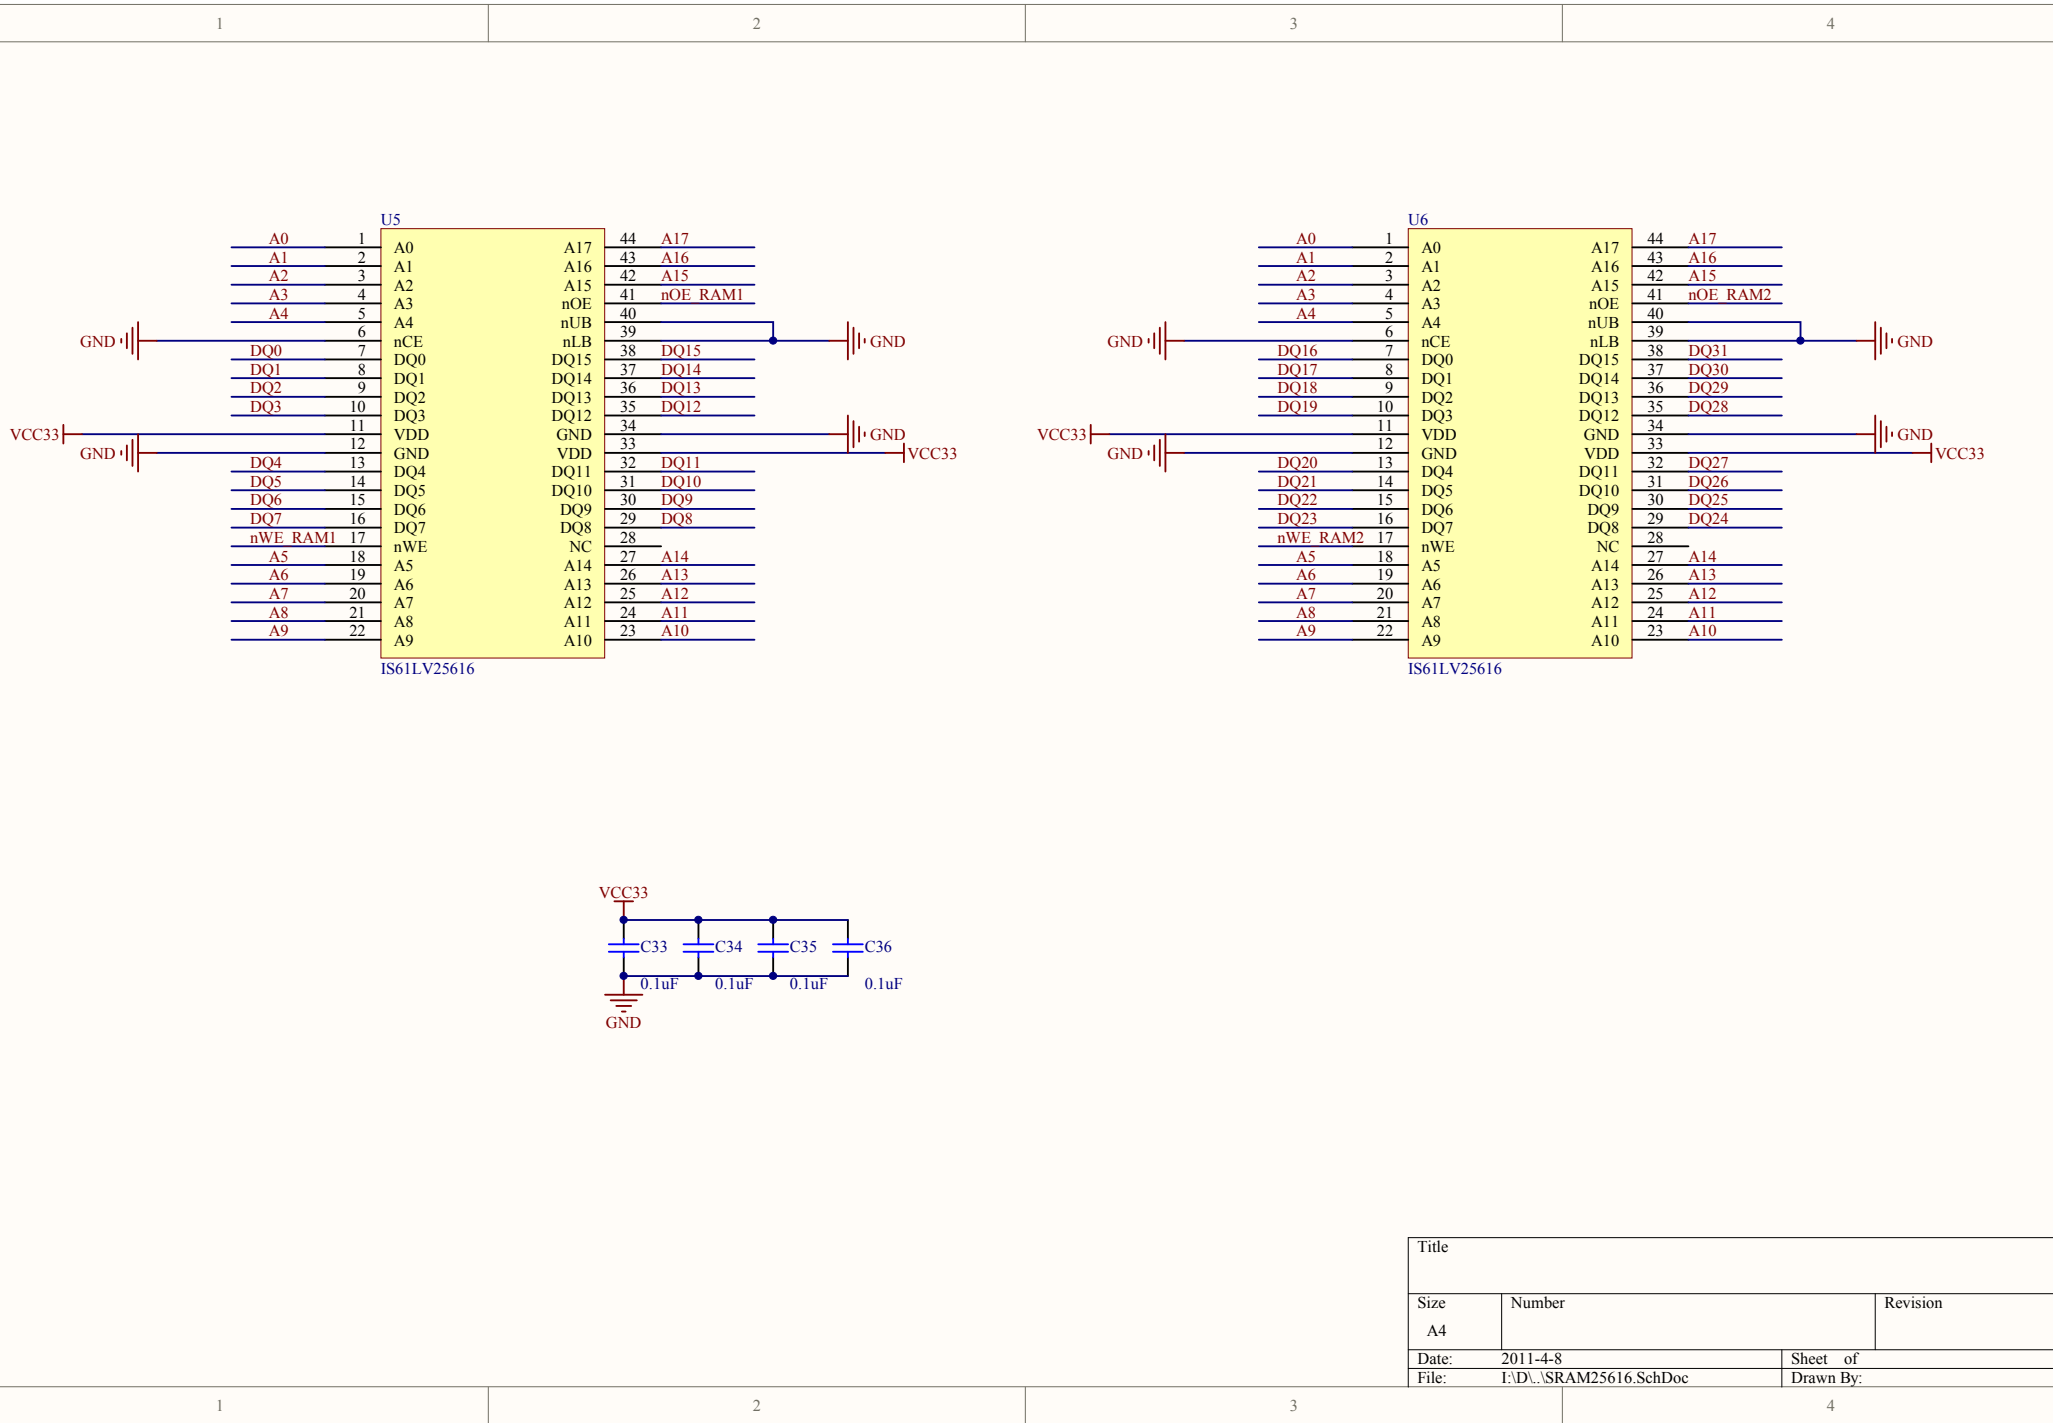 1 2 3 4
U5
A0 1 A0 A17 44 A17
A1 2 A1 A16 43 A16
A2 3 A2 A15 42 A15
A3 4 A3 nOE 41 nOE_RAM1
A4 5 A4 nUB 40
GND 6 nCE nLB 39 GND
DQ0 7 DQ0 DQ15 38 DQ15
DQ1 8 DQ1 DQ14 37 DQ14
DQ2 9 DQ2 DQ13 36 DQ13
DQ3 10 DQ3 DQ12 35 DQ12
VCC33 11 VDD GND 34 GND
GND 12 GND VDD 33 VCC33
DQ4 13 DQ4 DQ11 32 DQ11
DQ5 14 DQ5 DQ10 31 DQ10
DQ6 15 DQ6 DQ9 30 DQ9
DQ7 16 DQ7 DQ8 29 DQ8
nWE_RAM1 17 nWE NC 28
A5 18 A5 A14 27 A14
A6 19 A6 A13 26 A13
A7 20 A7 A12 25 A12
A8 21 A8 A11 24 A11
A9 22 A9 A10 23 A10
IS61LV25616
U6
A0 1 A0 A17 44 A17
A1 2 A1 A16 43 A16
A2 3 A2 A15 42 A15
A3 4 A3 nOE 41 nOE_RAM2
A4 5 A4 nUB 40
GND 6 nCE nLB 39 GND
DQ16 7 DQ0 DQ15 38 DQ31
DQ17 8 DQ1 DQ14 37 DQ30
DQ18 9 DQ2 DQ13 36 DQ29
DQ19 10 DQ3 DQ12 35 DQ28
VCC33 11 VDD GND 34 GND
GND 12 GND VDD 33 VCC33
DQ20 13 DQ4 DQ11 32 DQ27
DQ21 14 DQ5 DQ10 31 DQ26
DQ22 15 DQ6 DQ9 30 DQ25
DQ23 16 DQ7 DQ8 29 DQ24
nWE_RAM2 17 nWE NC 28
A5 18 A5 A14 27 A14
A6 19 A6 A13 26 A13
A7 20 A7 A12 25 A12
A8 21 A8 A11 24 A11
A9 22 A9 A10 23 A10
IS61LV25616
VCC33
C33 C34 C35 C36
0.1uF 0.1uF 0.1uF 0.1uF
GND
Title
Size Number Revision
A4
Date: 2011-4-8 Sheet of
File: I:\D\..\SRAM25616.SchDoc Drawn By:
1 2 3 4